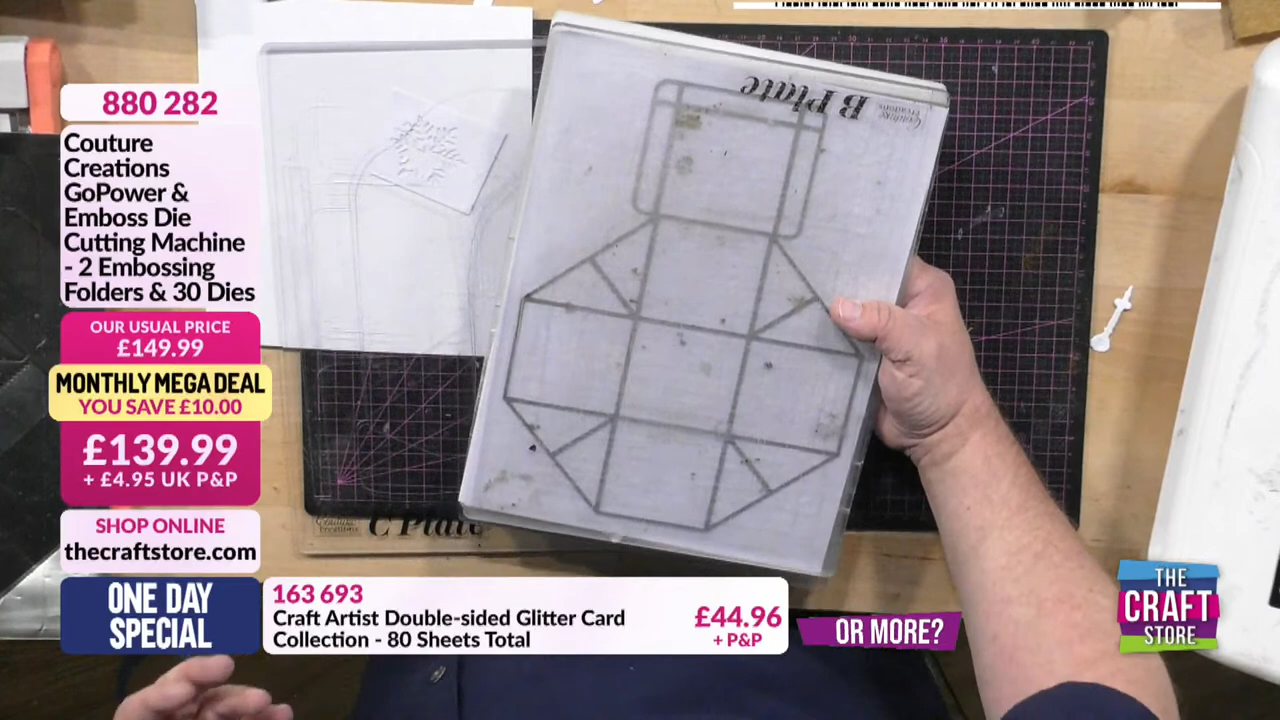 880 282
Couture
Creations
GoPower &
Emboss Die
Cutting Machine
- 2 Embossing
Folders & 30 Dies
OUR USUAL PRICE
£149.99
MONTHLY MEGA DEAL
YOU SAVE £10.00
£139.99
+ £4.95 UK P&P
SHOP ONLINE
thecraftstore.com
ONE DAY
SPECIAL
163 693
Craft Artist Double-sided Glitter Card
Collection - 80 Sheets Total
£44.96
+ P&P
OR MORE?
THE
CRAFT
STORE
B Plate
Couture
Creations
C Plate